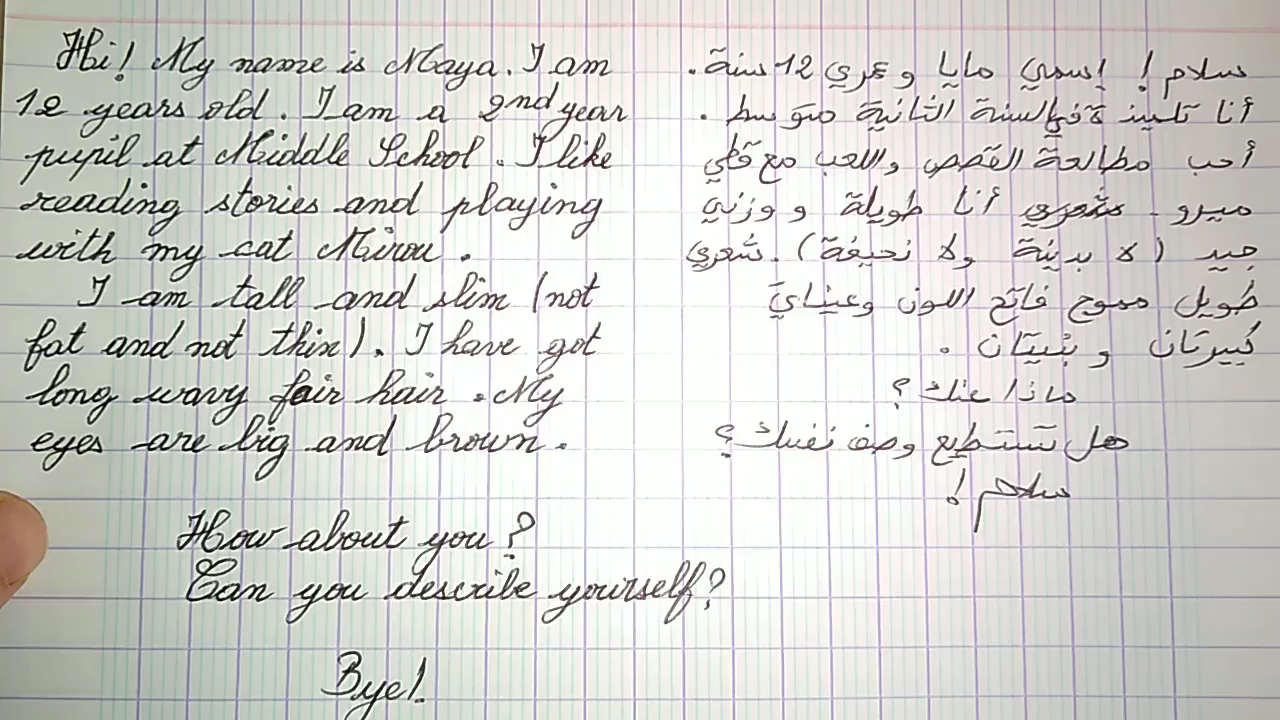 Hi! My name is Maya. I am
12 years old. I am a 2nd year
pupil at Middle School. I like
reading stories and playing
with my cat Mirou.
I am tall and slim (not
fat and not thin). I have got
long wavy fair hair. My
eyes are big and brown.
How about you?
Can you describe yourself?
Bye!
سلام! إسمي مايا و عمري 12 سنة.
أنا تلميذة في السنة الثانية متوسط.
أحب مطالعة القصص واللعب مع قطي
ميرو. شعري أنا طويلة و وزني
جيد (لا بدينة ولا نحيفة). شعري
طويل مموج فاتح اللون وعينايَ
كبيرتان و بنيتان.
ماذا عنك؟
هل تستطيع وصف نفسك؟
سلام!